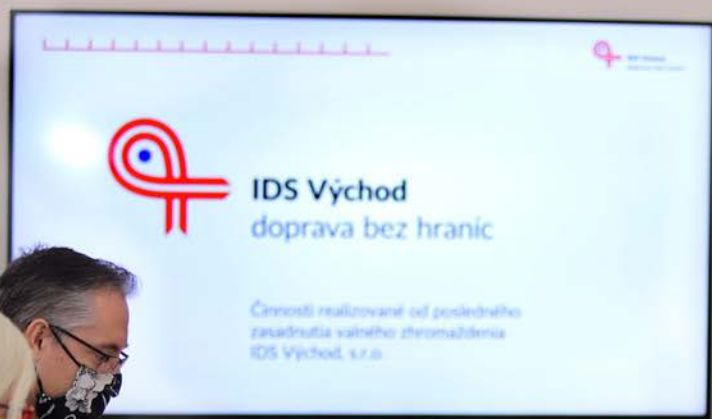 IDS Východ
doprava bez hraníc
Činnosti realizované od posledného
zasadnutia valného zhromaždenia
IDS Východ, s.r.o.